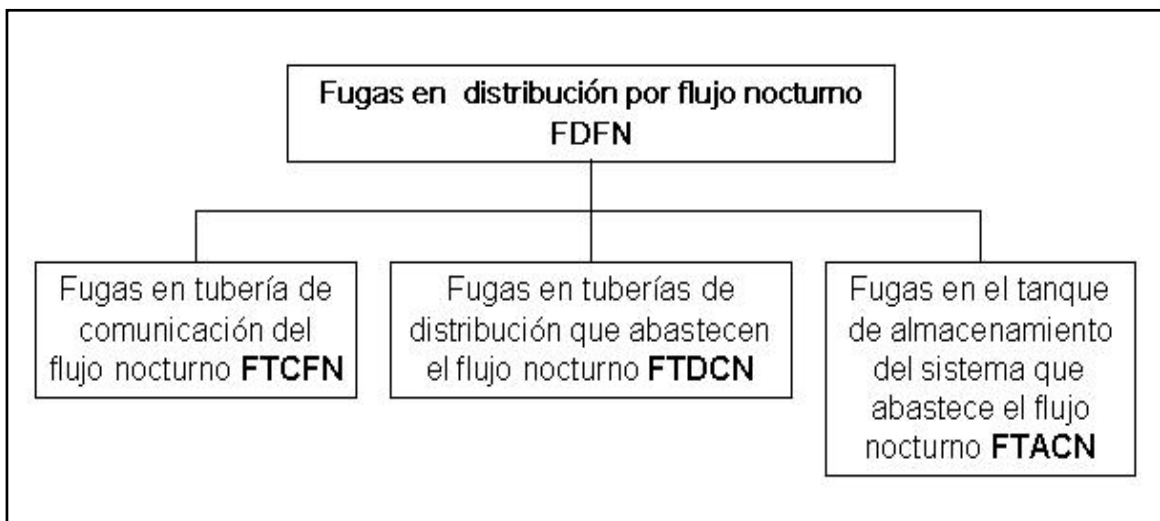 Fugas en distribución por flujo nocturno
FDFN
Fugas en tubería de
comunicación del
flujo nocturno FTCFN
Fugas en tuberías de
distribución que abastecen
el flujo nocturno FTDCN
Fugas en el tanque
de almacenamiento
del sistema que
abastece el flujo
nocturno FTACN